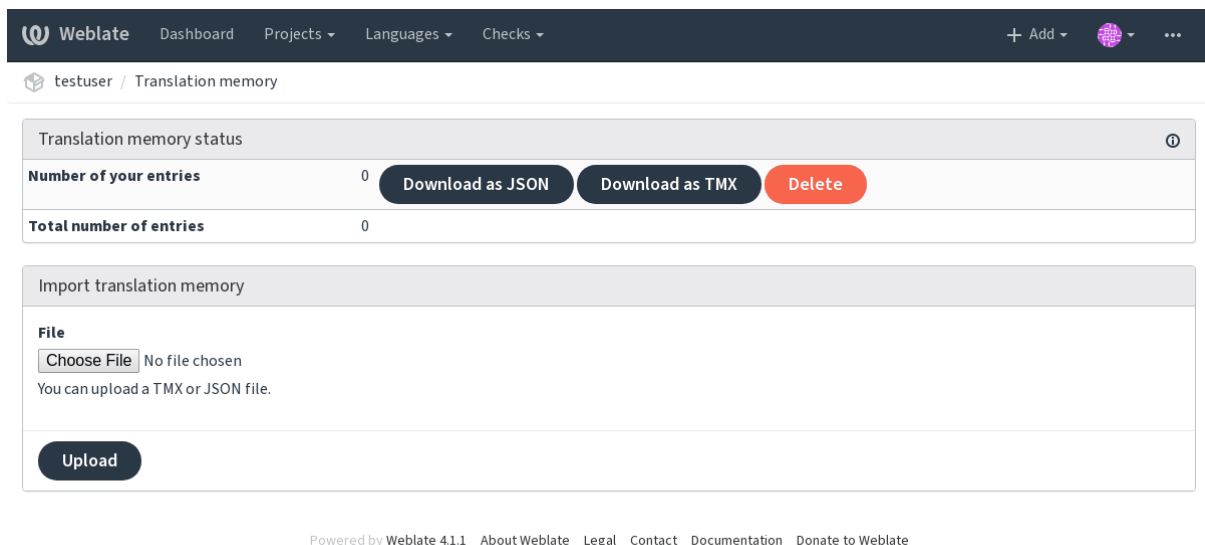 Weblate Dashboard Projects Languages Checks + Add
testuser / Translation memory
Translation memory status
Number of your entries 0 Download as JSON Download as TMX Delete
Total number of entries 0
Import translation memory
File
Choose File No file chosen
You can upload a TMX or JSON file.
Upload
Powered by Weblate 4.1.1 About Weblate Legal Contact Documentation Donate to Weblate